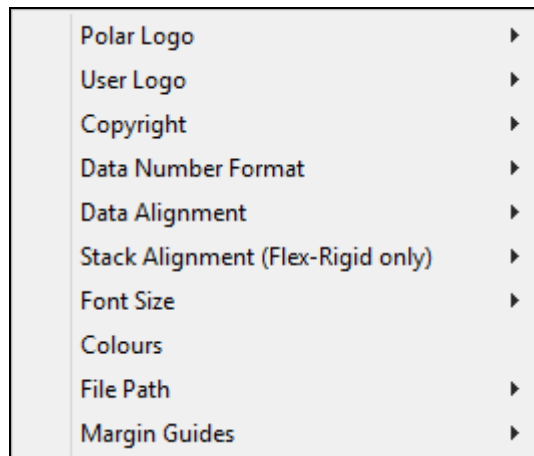 Polar Logo
User Logo
Copyright
Data Number Format
Data Alignment
Stack Alignment (Flex-Rigid only)
Font Size
Colours
File Path
Margin Guides